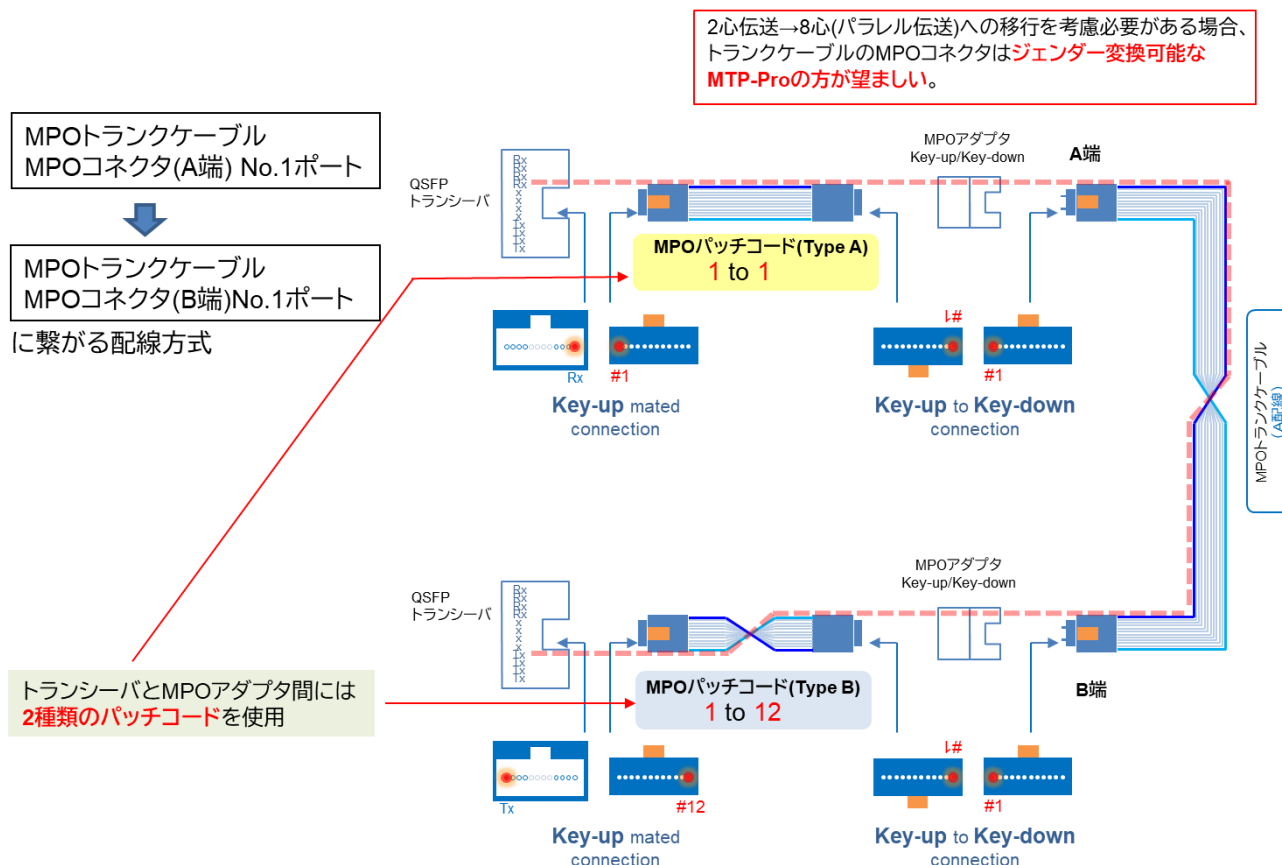 2心伝送→8心(パラレル伝送)への移行を考慮必要がある場合、
トランクケーブルのMPOコネクタはジェンダー変換可能な
MTP-Proの方が望ましい。
MPOトランクケーブル
MPOコネクタ(A端) No.1ポート
MPOトランクケーブル
MPOコネクタ(B端)No.1ポート
に繋がる配線方式
QSFP
トランシーバ
Rx
Rx
Rx
Rx
x
x
x
x
Tx
Tx
Tx
Tx
MPOアダプタ
Key-up/Key-down
A端
MPOパッチコード(Type A)
1 to 1
Rx
#1
#1
#1
Key-up mated
connection
Key-up to Key-down
connection
MPOトランクケーブル
(A配線)
QSFP
トランシーバ
Rx
Rx
Rx
Rx
x
x
x
x
Tx
Tx
Tx
Tx
MPOアダプタ
Key-up/Key-down
B端
トランシーバとMPOアダプタ間には
2種類のパッチコードを使用
MPOパッチコード(Type B)
1 to 12
Tx
#12
#1
#1
Key-up mated
connection
Key-up to Key-down
connection